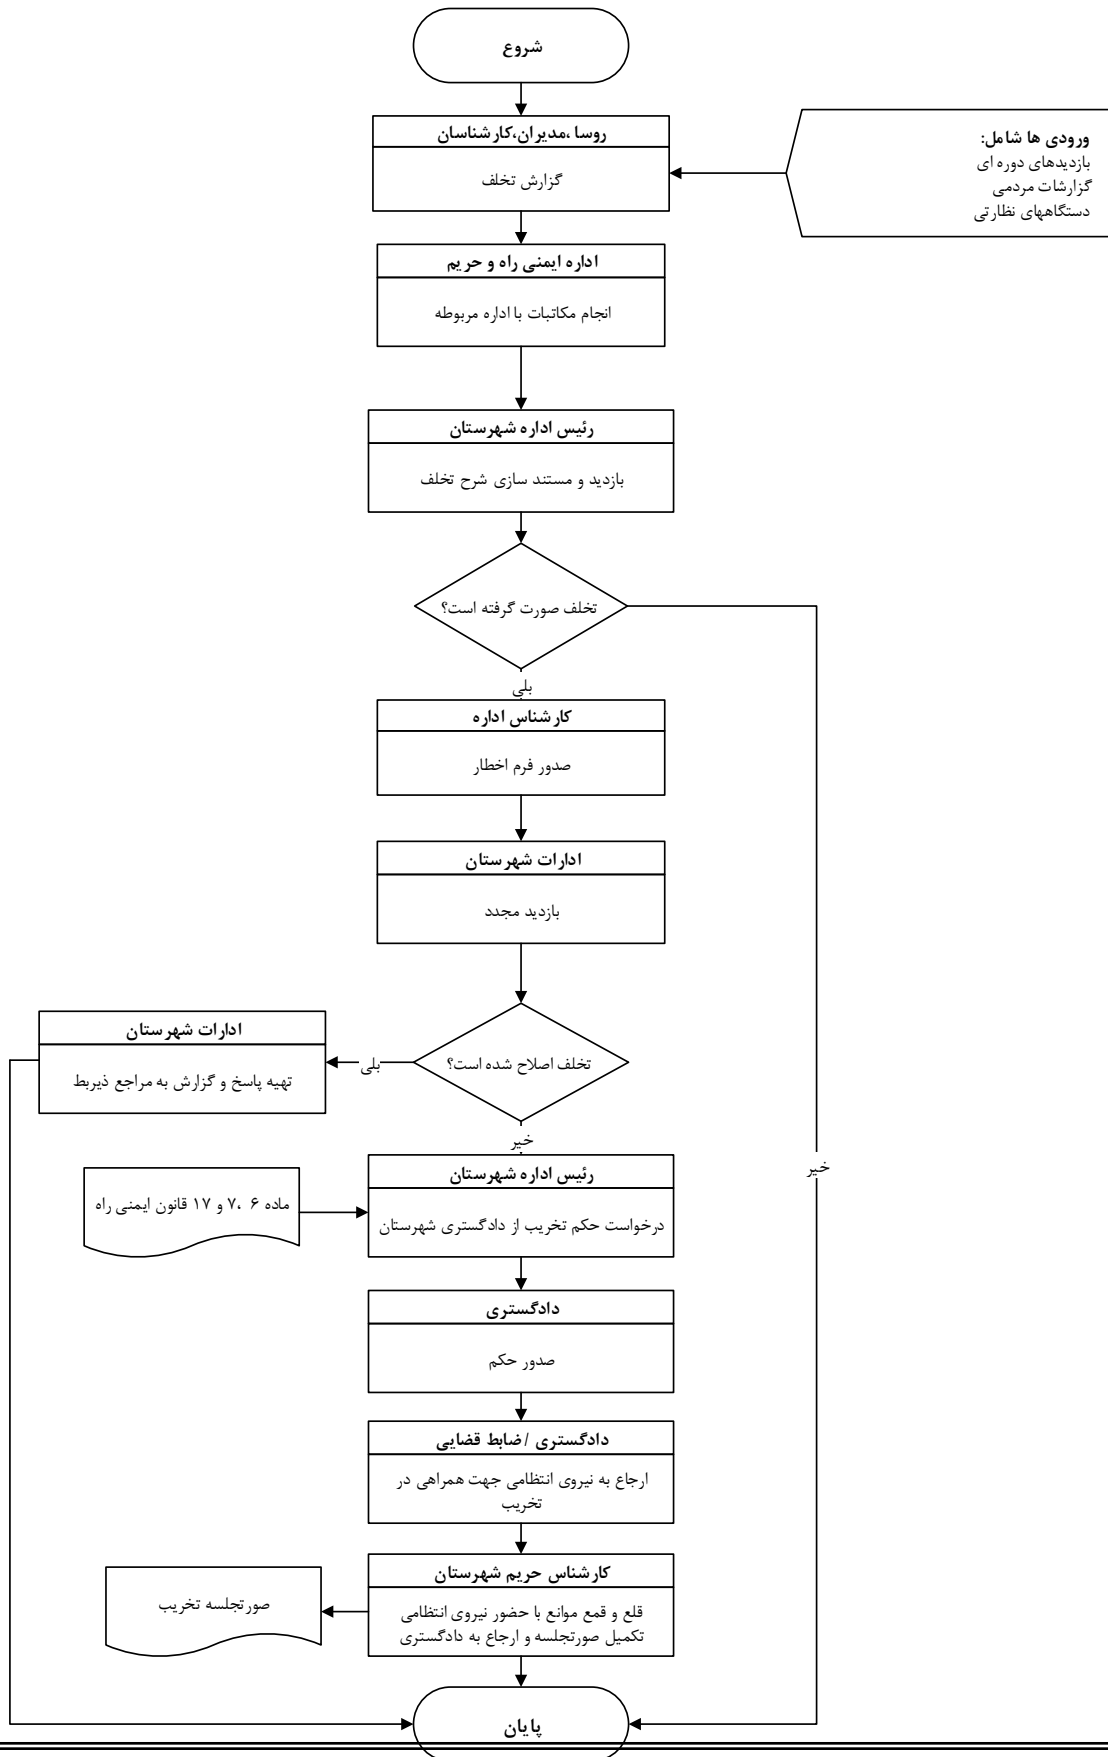 شروع
روسا ،مدیران،کارشناسان
گزارش تخلف
ورودی ها شامل:
بازدیدهای دوره ای
گزارشات مردمی
دستگاههای نظارتی
اداره ایمنی راه و حریم
انجام مکاتبات با اداره مربوطه
رئیس اداره شهرستان
بازدید و مستند سازی شرح تخلف
تخلف صورت گرفته است؟
بلی
کارشناس اداره
صدور فرم اخطار
ادارات شهرستان
بازدید مجدد
تخلف اصلاح شده است؟
بلی
ادارات شهرستان
تهیه پاسخ و گزارش به مراجع ذیربط
خیر
خیر
رئیس اداره شهرستان
درخواست حکم تخریب از دادگستری شهرستان
ماده ۶ ،۷ و ۱۷ قانون ایمنی راه
دادگستری
صدور حکم
دادگستری / ضابط قضایی
ارجاع به نیروی انتظامی جهت همراهی در
تخریب
کارشناس حریم شهرستان
قلع و قمع موانع با حضور نیروی انتظامی
تکمیل صورتجلسه و ارجاع به دادگستری
صورتجلسه تخریب
پایان